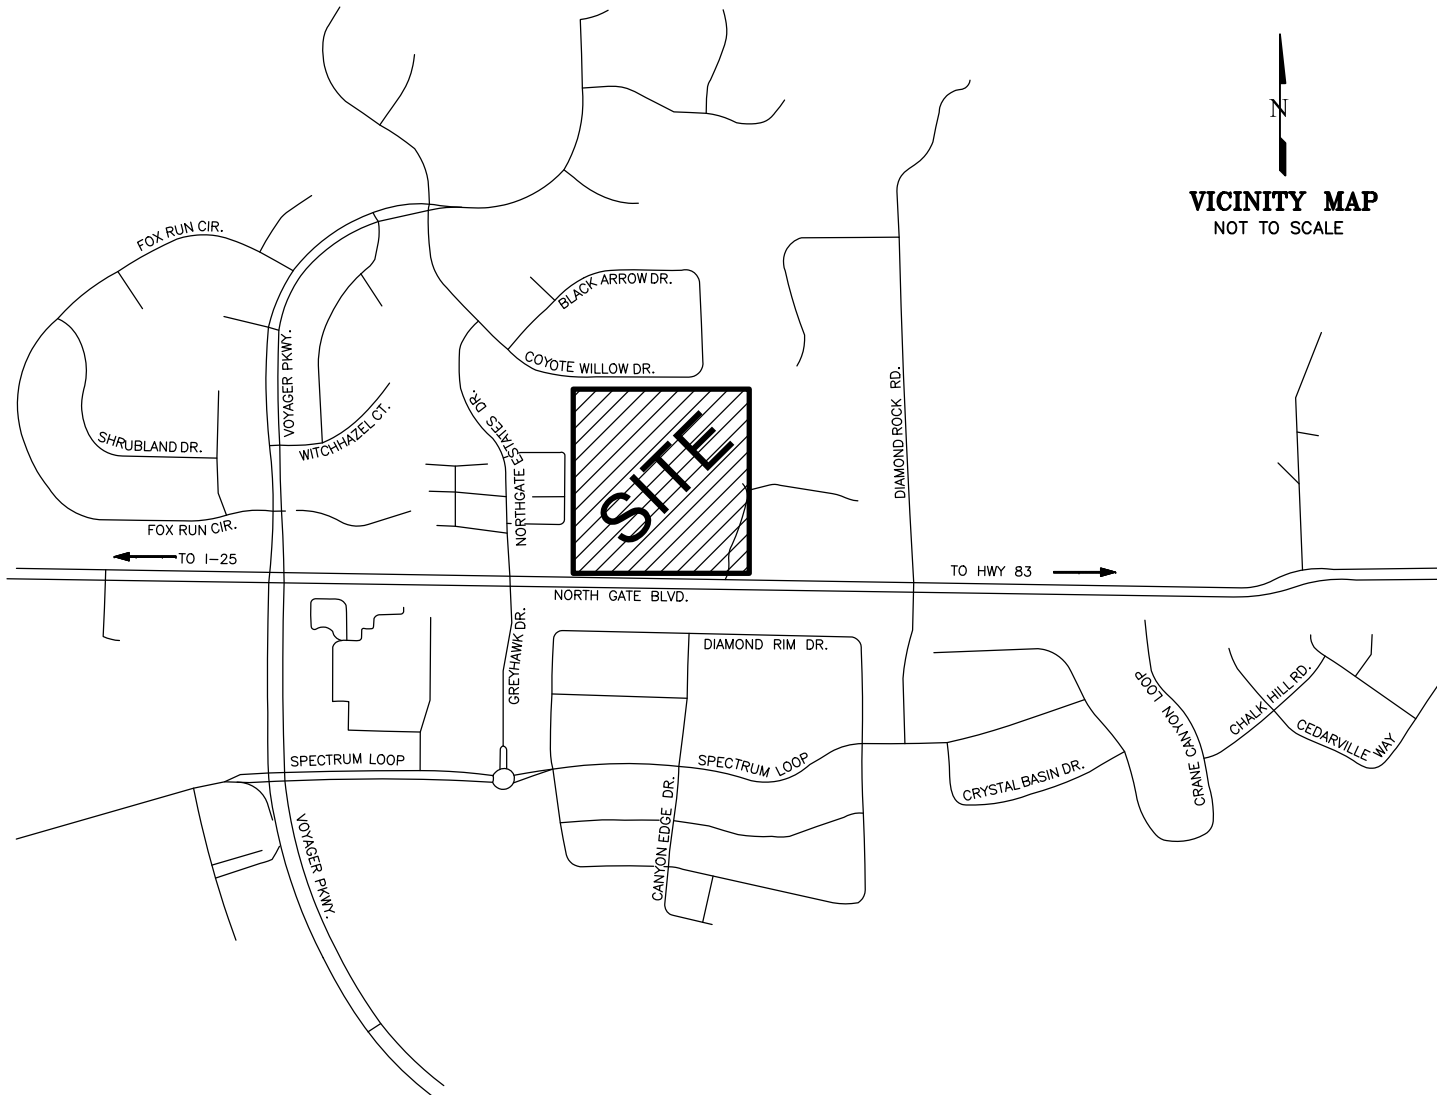 N
VICINITY MAP
NOT TO SCALE
FOX RUN CIR.
BLACK ARROW DR.
VOYAGER PKWY.
COYOTE WILLOW DR.
DIAMOND ROCK RD.
WITCHHAZEL CT.
SHRUBLAND DR.
NORTHGATE ESTATES DR.
SITE
FOX RUN CIR.
TO I-25
TO HWY 83
NORTH GATE BLVD.
GREYHAWK DR.
DIAMOND RIM DR.
CRANE CANYON LOOP
CHALK HILL RD.
CEDARVILLE WAY
SPECTRUM LOOP
SPECTRUM LOOP
CRYSTAL BASIN DR.
CANYON EDGE DR.
VOYAGER PKWY.